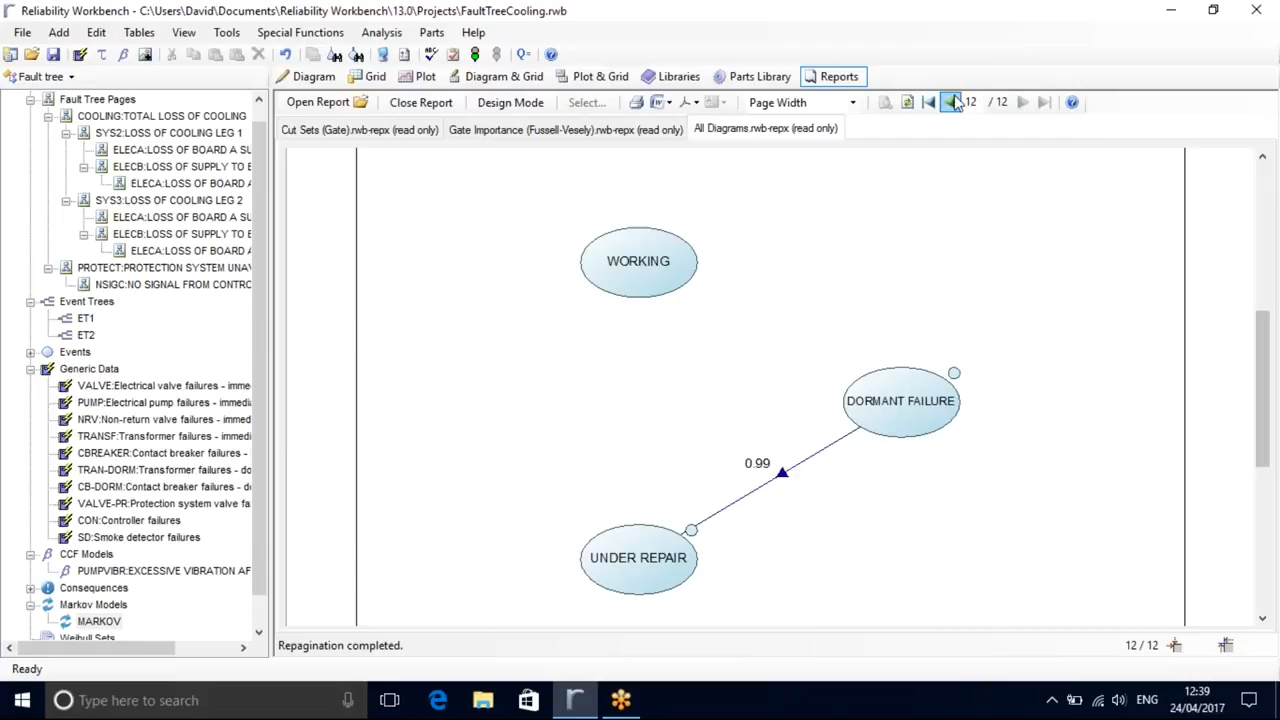 Reliability Workbench - C:\Users\David\Documents\Reliability Workbench\13.0\Projects\FaultTreeCooling.rwb
File Add Edit Tables View Tools Special Functions Analysis Parts Help
Fault tree
Diagram Grid Plot Diagram & Grid Plot & Grid Libraries Parts Library Reports
Open Report Close Report Design Mode Select... Page Width 12 / 12
Cut Sets (Gate).rwb-repx (read only) Gate Importance (Fussell-Vesely).rwb-repx (read only) All Diagrams.rwb-repx (read only)
Fault Tree Pages
COOLING:TOTAL LOSS OF COOLING
SYS2:LOSS OF COOLING LEG 1
ELECA:LOSS OF BOARD A SU
ELECB:LOSS OF SUPPLY TO E
ELECA:LOSS OF BOARD A
SYS3:LOSS OF COOLING LEG 2
ELECA:LOSS OF BOARD A SU
ELECB:LOSS OF SUPPLY TO E
ELECA:LOSS OF BOARD A
PROTECT:PROTECTION SYSTEM UNA
NSIGC:NO SIGNAL FROM CONTRO
Event Trees
ET1
ET2
Events
Generic Data
VALVE:Electrical valve failures - imme
PUMP:Electrical pump failures - immedi
NRV:Non-return valve failures - immed
TRANSF:Transformer failures - immedi
CBREAKER:Contact breaker failures - i
TRAN-DORM:Transformer failures - do
CB-DORM:Contact breaker failures - d
VALVE-PR:Protection system valve fa
CON:Controller failures
SD:Smoke detector failures
CCF Models
PUMPVIBR:EXCESSIVE VIBRATION AF
Consequences
Markov Models
MARKOV
Weibull Sets
WORKING
DORMANT FAILURE
0.99
UNDER REPAIR
Repagination completed. 12 / 12
Ready
Type here to search
ENG
12:39
24/04/2017